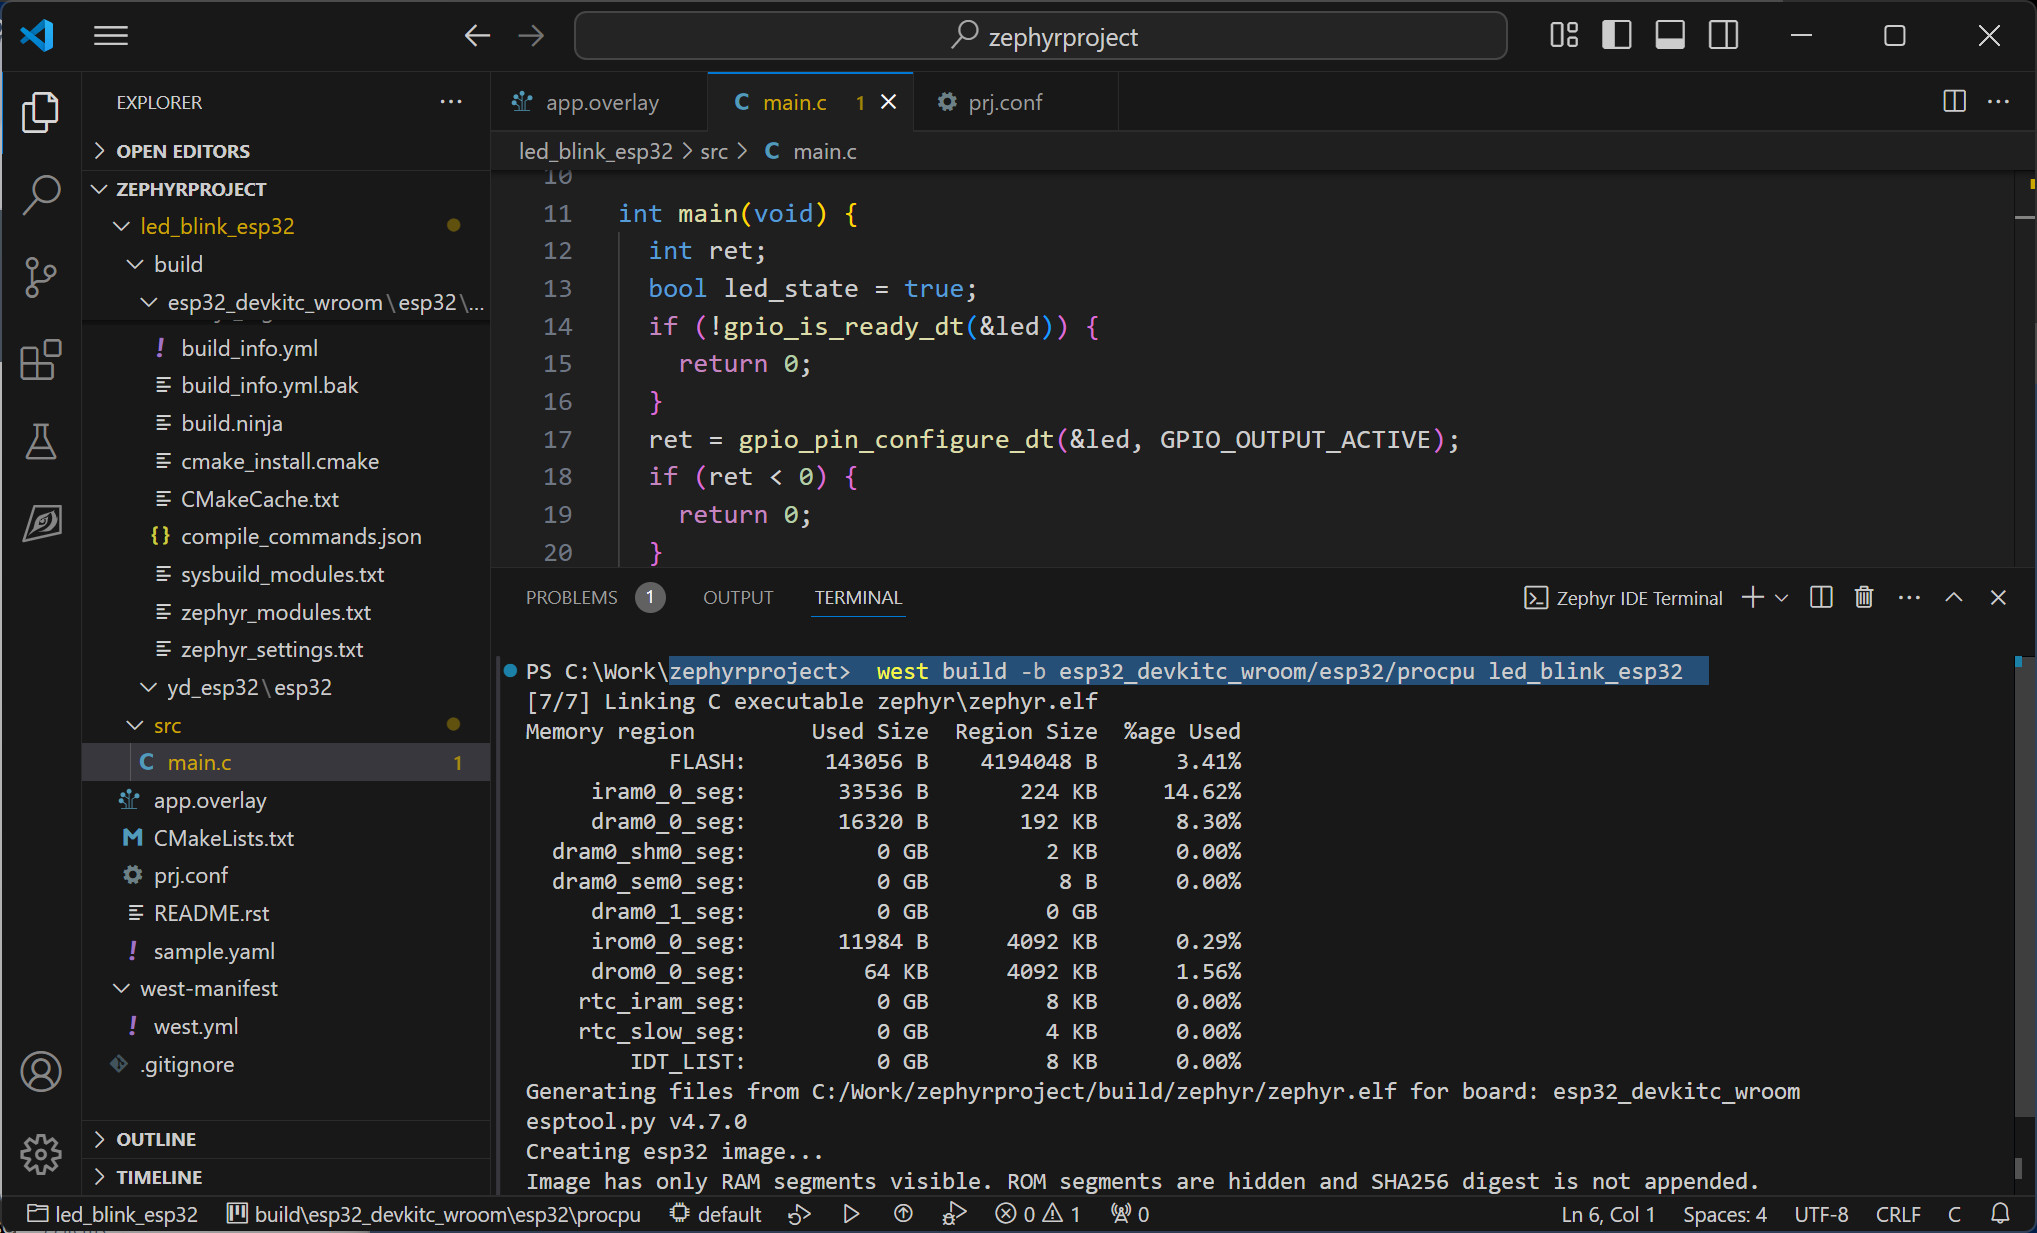 zephyrproject
EXPLORER
OPEN EDITORS
ZEPHYRPROJECT
led_blink_esp32
build
esp32_devkitc_wroom\esp32\...
build_info.yml
build_info.yml.bak
build.ninja
cmake_install.cmake
CMakeCache.txt
compile_commands.json
sysbuild_modules.txt
zephyr_modules.txt
zephyr_settings.txt
yd_esp32\esp32
src
main.c 1
app.overlay
CMakeLists.txt
prj.conf
README.rst
sample.yaml
west-manifest
west.yml
.gitignore
OUTLINE
TIMELINE
app.overlay main.c 1 prj.conf
led_blink_esp32 > src > C main.c
10
11 int main(void) {
12 int ret;
13 bool led_state = true;
14 if (!gpio_is_ready_dt(&led)) {
15 return 0;
16 }
17 ret = gpio_pin_configure_dt(&led, GPIO_OUTPUT_ACTIVE);
18 if (ret < 0) {
19 return 0;
20 }
PROBLEMS 1 OUTPUT TERMINAL Zephyr IDE Terminal
PS C:\Work\zephyrproject> west build -b esp32_devkitc_wroom/esp32/procpu led_blink_esp32
[7/7] Linking C executable zephyr\zephyr.elf
Memory region Used Size Region Size %age Used
FLASH: 143056 B 4194048 B 3.41%
iram0_0_seg: 33536 B 224 KB 14.62%
dram0_0_seg: 16320 B 192 KB 8.30%
dram0_shm0_seg: 0 GB 2 KB 0.00%
dram0_sem0_seg: 0 GB 8 B 0.00%
dram0_1_seg: 0 GB 0 GB
irom0_0_seg: 11984 B 4092 KB 0.29%
drom0_0_seg: 64 KB 4092 KB 1.56%
rtc_iram_seg: 0 GB 8 KB 0.00%
rtc_slow_seg: 0 GB 4 KB 0.00%
IDT_LIST: 0 GB 8 KB 0.00%
Generating files from C:/Work/zephyrproject/build/zephyr/zephyr.elf for board: esp32_devkitc_wroom
esptool.py v4.7.0
Creating esp32 image...
Image has only RAM segments visible. ROM segments are hidden and SHA256 digest is not appended.
led_blink_esp32 build\esp32_devkitc_wroom\esp32\procpu default 0 1 0 Ln 6, Col 1 Spaces: 4 UTF-8 CRLF C